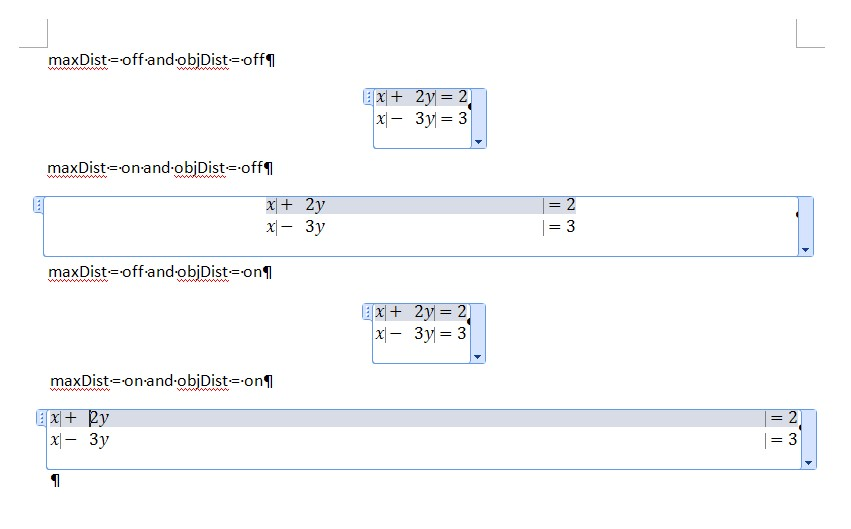 maxDist·=·off·and·objDist·=·off¶
x|+ 2y|= 2
x|− 3y|= 3
maxDist·=·on·and·objDist·=·off¶
x|+ 2y |= 2
x|− 3y |= 3
maxDist·=·off·and·objDist·=·on¶
x|+ 2y|= 2
x|− 3y|= 3
maxDist·=·on·and·objDist·=·on¶
x|+ 2y |= 2
x|− 3y |= 3
¶